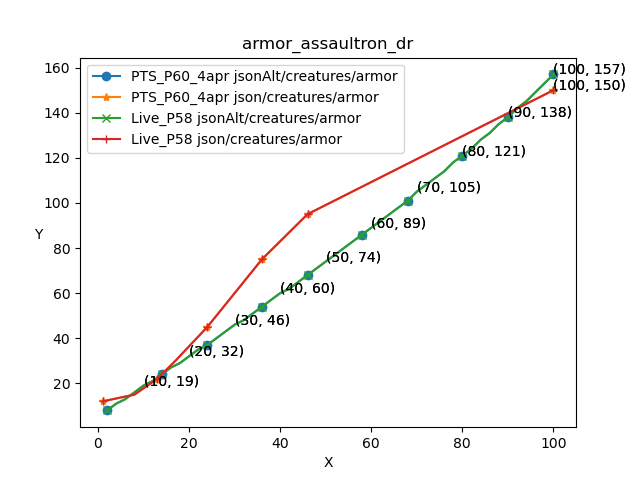 armor_assaultron_dr
PTS_P60_4apr jsonAlt/creatures/armor
PTS_P60_4apr json/creatures/armor
Live_P58 jsonAlt/creatures/armor
Live_P58 json/creatures/armor
(100, 157)
(100, 150)
(90, 138)
(80, 121)
(70, 105)
(60, 89)
(50, 74)
(40, 60)
(30, 46)
(20, 32)
(10, 19)
160
140
120
100
80
60
40
20
Y
0 20 40 60 80 100
X